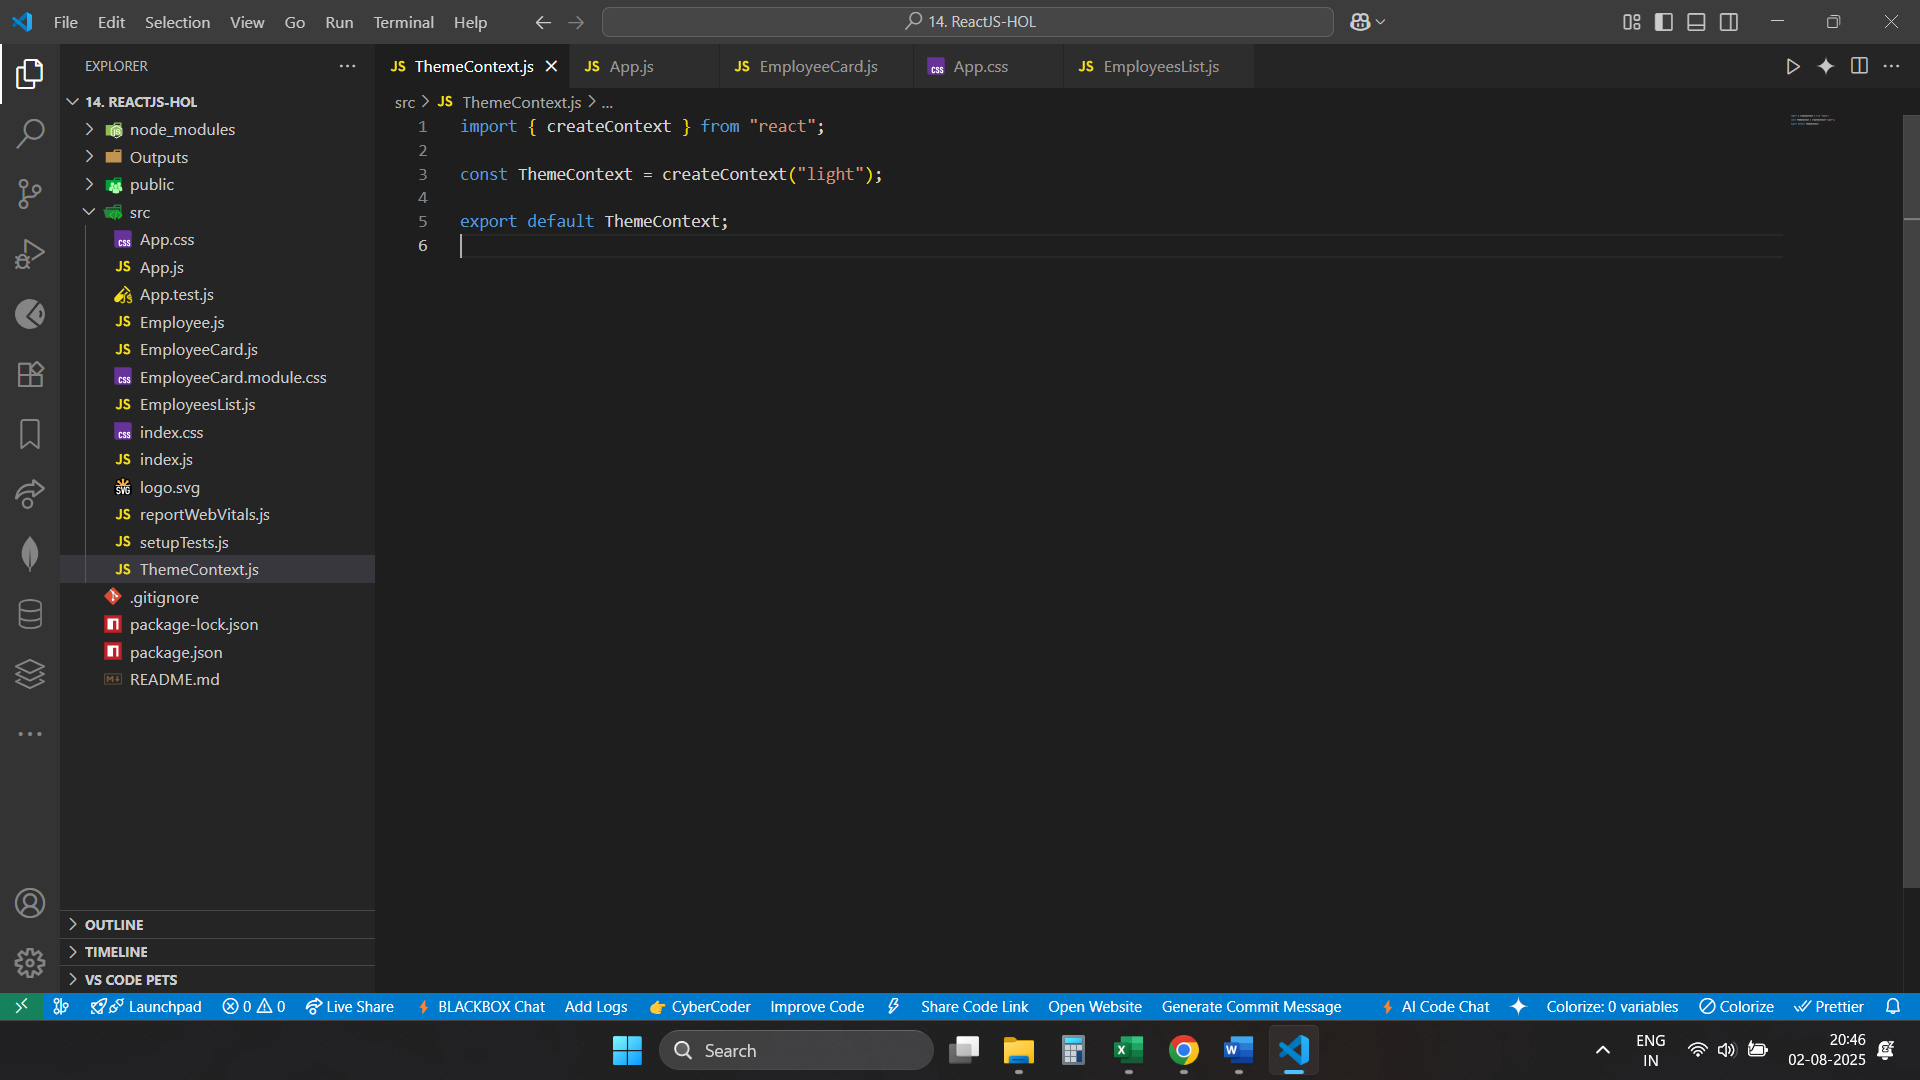 File Edit Selection View Go Run Terminal Help
14. ReactJS-HOL
EXPLORER
14. REACTJS-HOL
node_modules
Outputs
public
src
App.css
App.js
App.test.js
Employee.js
EmployeeCard.js
EmployeeCard.module.css
EmployeesList.js
index.css
index.js
logo.svg
reportWebVitals.js
setupTests.js
ThemeContext.js
.gitignore
package-lock.json
package.json
README.md
OUTLINE
TIMELINE
VS CODE PETS
JS ThemeContext.js JS App.js JS EmployeeCard.js css App.css JS EmployeesList.js
src > JS ThemeContext.js > ...
1 import { createContext } from "react";
2
3 const ThemeContext = createContext("light");
4
5 export default ThemeContext;
6
Launchpad 0 0 Live Share BLACKBOX Chat Add Logs CyberCoder Improve Code Share Code Link Open Website Generate Commit Message AI Code Chat Colorize: 0 variables Colorize Prettier
Search
ENG
IN
20:46
02-08-2025